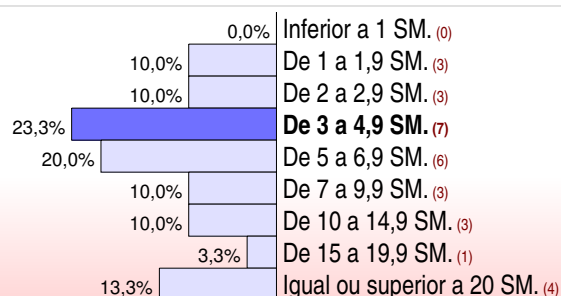 0,0% Inferior a 1 SM. (0)
10,0% De 1 a 1,9 SM. (3)
10,0% De 2 a 2,9 SM. (3)
23,3% De 3 a 4,9 SM. (7)
20,0% De 5 a 6,9 SM. (6)
10,0% De 7 a 9,9 SM. (3)
10,0% De 10 a 14,9 SM. (3)
3,3% De 15 a 19,9 SM. (1)
13,3% Igual ou superior a 20 SM. (4)